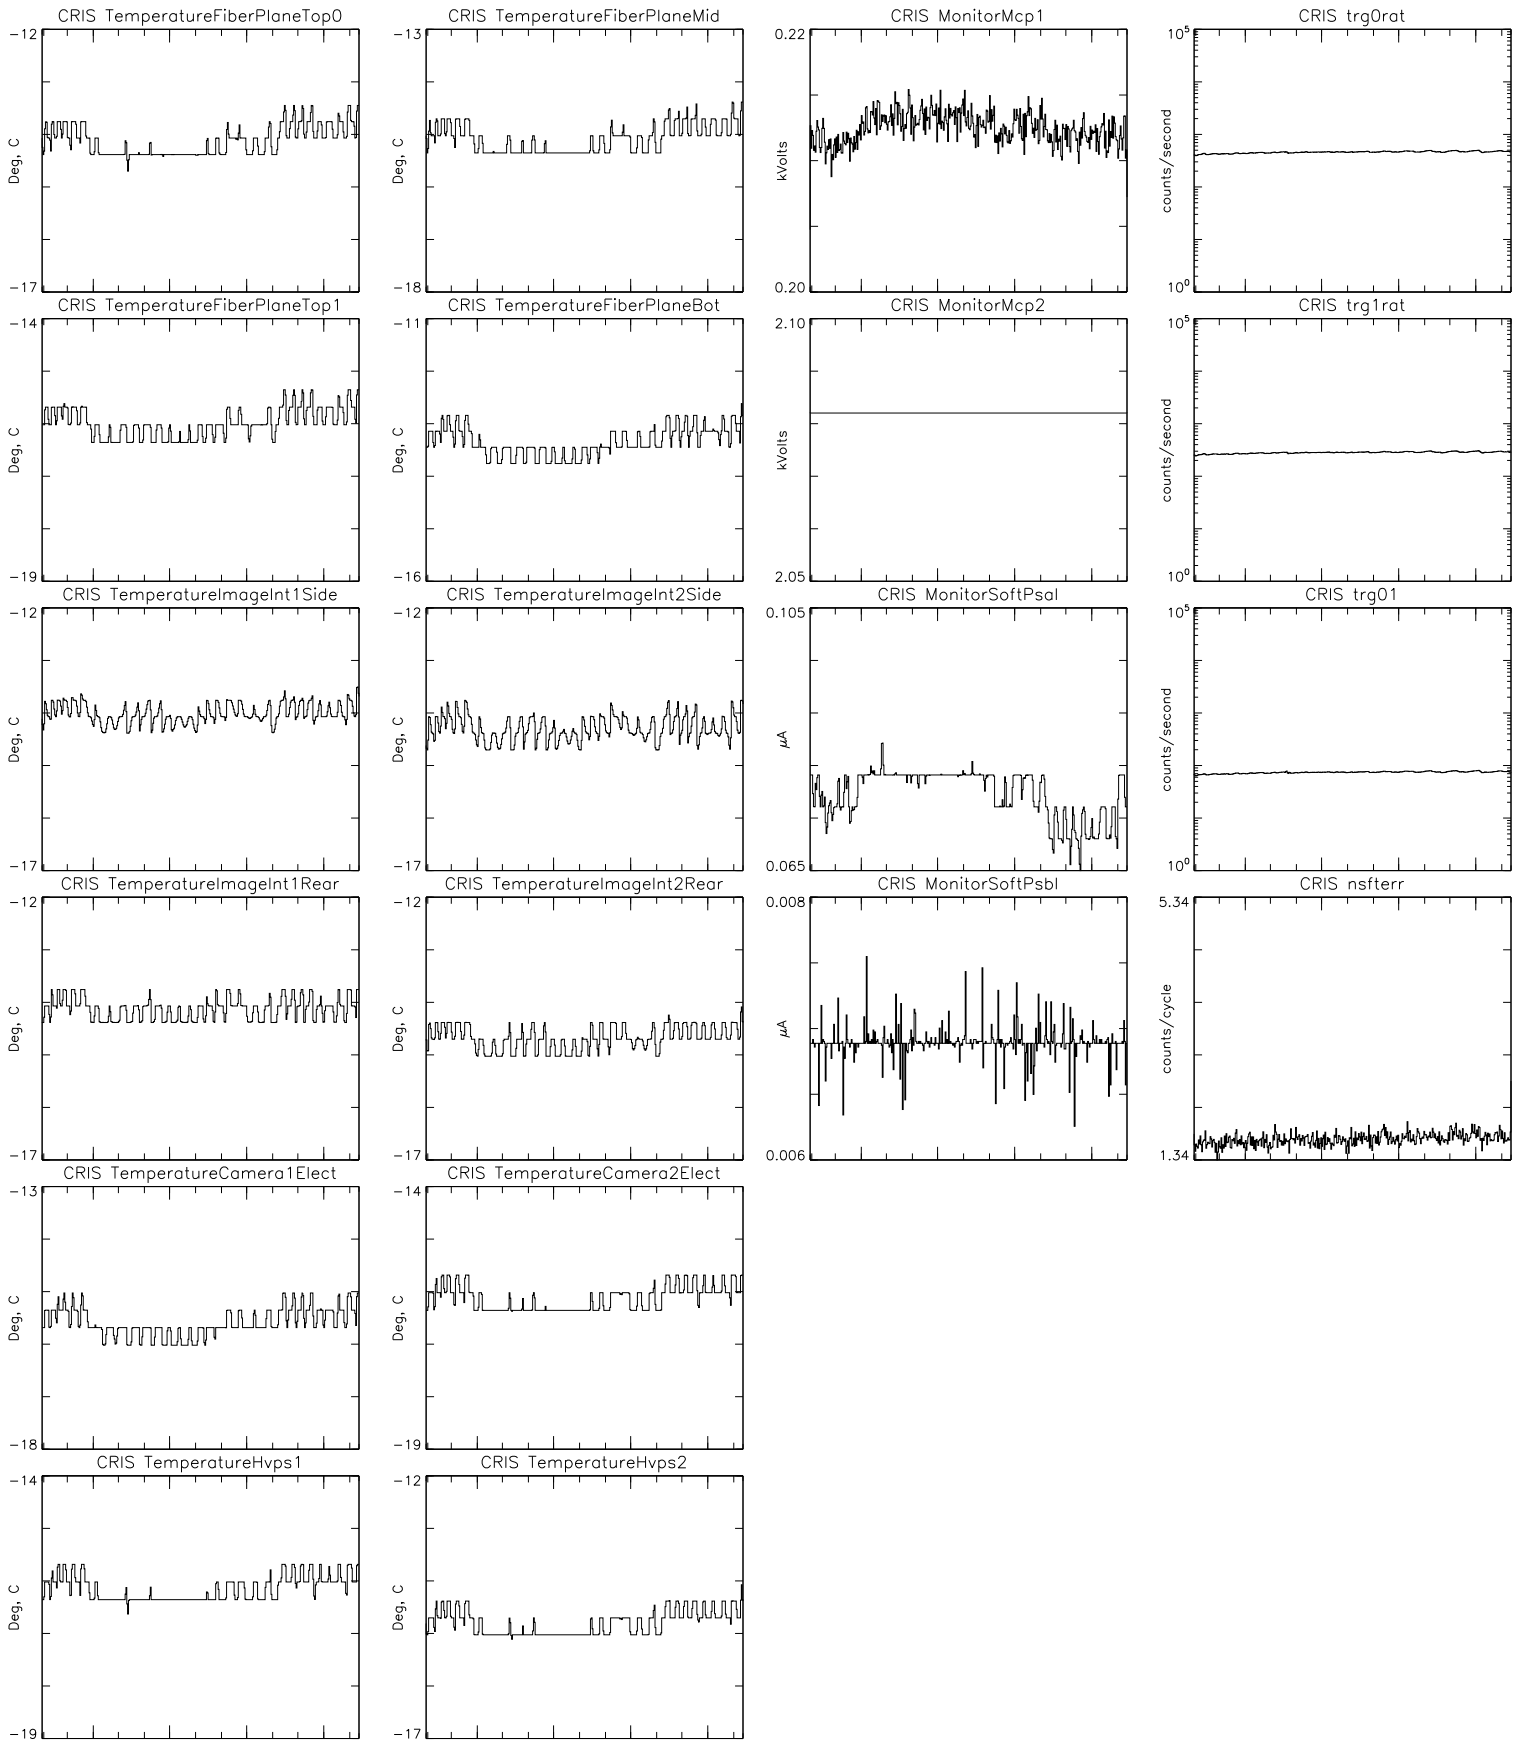 CRIS TemperatureFiberPlaneTop0
-12
Deg, C
-17
CRIS TemperatureFiberPlaneMid
-13
Deg, C
-18
CRIS MonitorMcp1
0.22
kVolts
0.20
CRIS trg0rat
10^5
counts/second
10^0
CRIS TemperatureFiberPlaneTop1
-14
Deg, C
-19
CRIS TemperatureFiberPlaneBot
-11
Deg, C
-16
CRIS MonitorMcp2
2.10
kVolts
2.05
CRIS trg1rat
10^5
counts/second
10^0
CRIS TemperatureImageInt1Side
-12
Deg, C
-17
CRIS TemperatureImageInt2Side
-12
Deg, C
-17
CRIS MonitorSoftPsaI
0.105
μA
0.065
CRIS trg01
10^5
counts/second
10^0
CRIS TemperatureImageInt1Rear
-12
Deg, C
-17
CRIS TemperatureImageInt2Rear
-12
Deg, C
-17
CRIS MonitorSoftPsbI
0.008
μA
0.006
CRIS nsfterr
5.34
counts/cycle
1.34
CRIS TemperatureCamera1Elect
-13
Deg, C
-18
CRIS TemperatureCamera2Elect
-14
Deg, C
-19
CRIS TemperatureHvps1
-14
Deg, C
-19
CRIS TemperatureHvps2
-12
Deg, C
-17